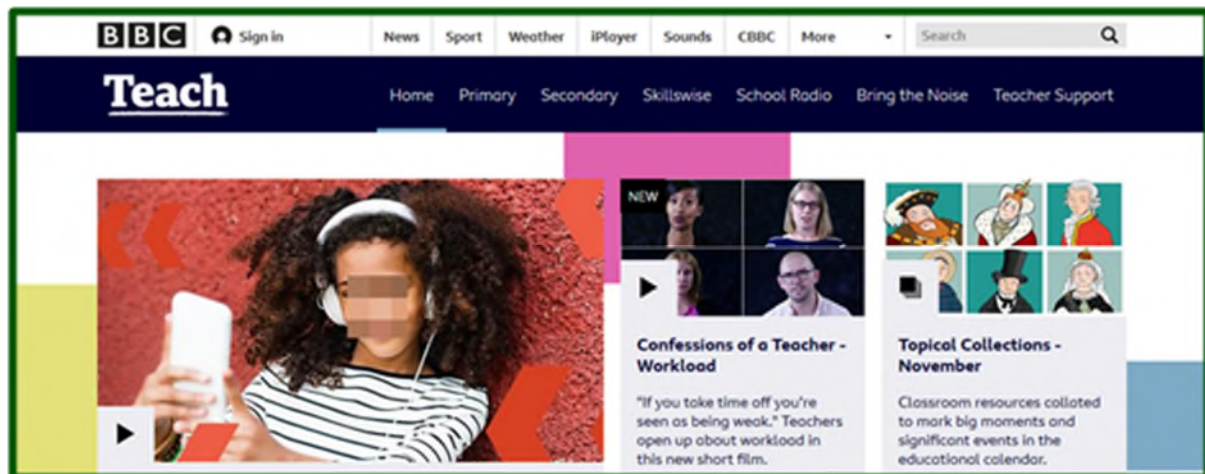 BBC Sign in News Sport Weather iPlayer Sounds CBBC More Search
Teach Home Primary Secondary Skillswise School Radio Bring the Noise Teacher Support
NEW
Confessions of a Teacher -
Workload
"If you take time off you're
seen as being weak." Teachers
open up about workload in
this new short film.
Topical Collections -
November
Classroom resources collated
to mark big moments and
significant events in the
educational calendar.